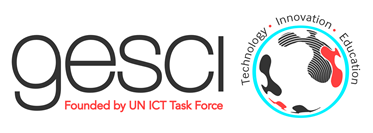 gesci
Founded by UN ICT Task Force
Technology · Innovation · Education